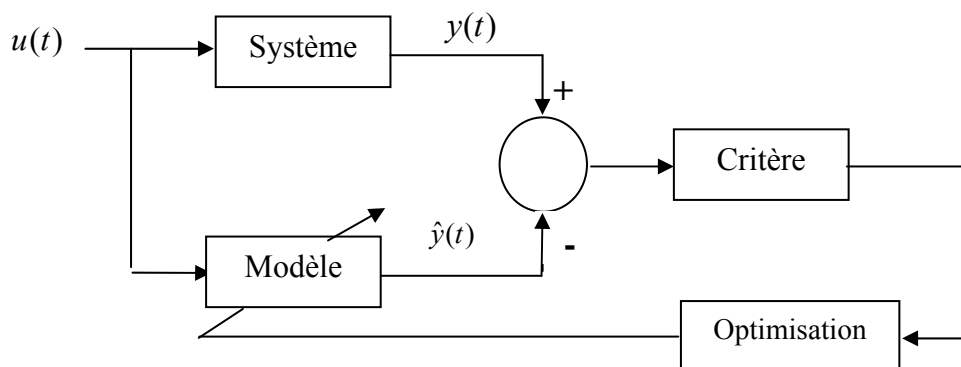 u(t)
Système
y(t)
+
Critère
Modèle
ŷ(t)
-
Optimisation